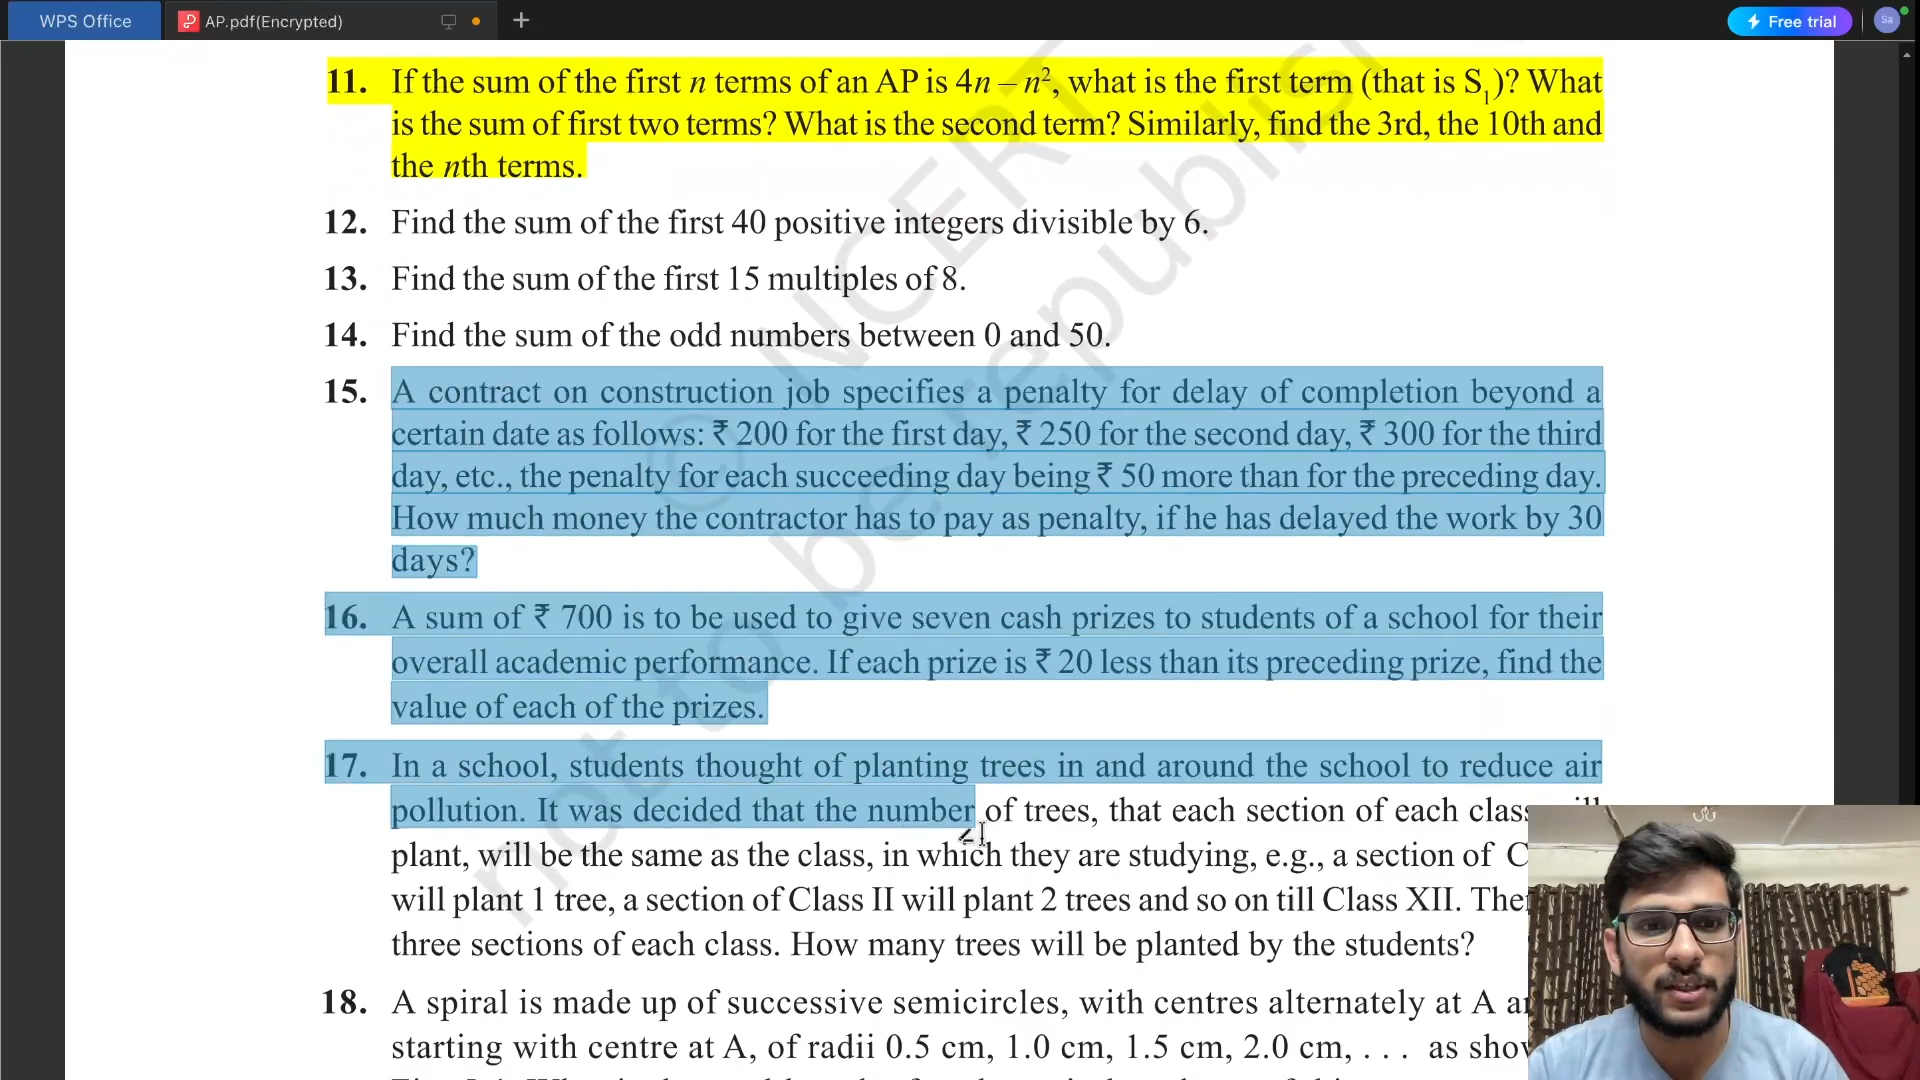 WPS Office
AP.pdf(Encrypted)
Free trial
Sa
11. If the sum of the first n terms of an AP is 4n – n², what is the first term (that is S₁)? What
is the sum of first two terms? What is the second term? Similarly, find the 3rd, the 10th and
the nth terms.
12. Find the sum of the first 40 positive integers divisible by 6.
13. Find the sum of the first 15 multiples of 8.
14. Find the sum of the odd numbers between 0 and 50.
15. A contract on construction job specifies a penalty for delay of completion beyond a
certain date as follows: ₹ 200 for the first day, ₹ 250 for the second day, ₹ 300 for the third
day, etc., the penalty for each succeeding day being ₹ 50 more than for the preceding day.
How much money the contractor has to pay as penalty, if he has delayed the work by 30
days?
16. A sum of ₹ 700 is to be used to give seven cash prizes to students of a school for their
overall academic performance. If each prize is ₹ 20 less than its preceding prize, find the
value of each of the prizes.
17. In a school, students thought of planting trees in and around the school to reduce air
pollution. It was decided that the number of trees, that each section of each class
plant, will be the same as the class, in which they are studying, e.g., a section of
will plant 1 tree, a section of Class II will plant 2 trees and so on till Class XII.
three sections of each class. How many trees will be planted by the students?
18. A spiral is made up of successive semicircles, with centres alternately at A
starting with centre at A, of radii 0.5 cm, 1.0 cm, 1.5 cm, 2.0 cm, . . . as
© NCERT
not to be republish